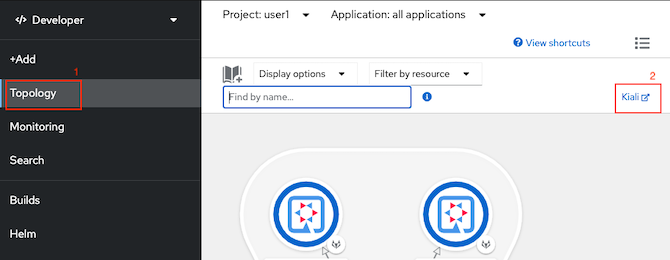 </> Developer
Project: user1 Application: all applications
View shortcuts
+Add
1
Topology
Monitoring
Search
Builds
Helm
Display options Filter by resource
Find by name...
2
Kiali